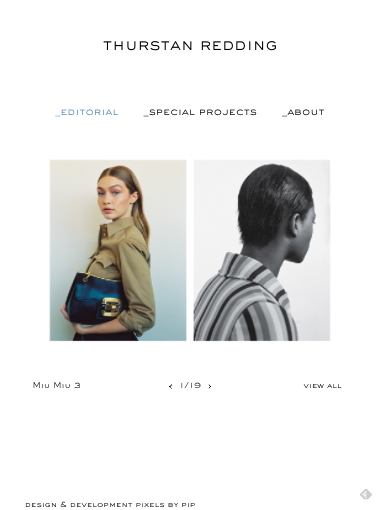 THURSTAN REDDING
_EDITORIAL _SPECIAL PROJECTS _ABOUT
Miu Miu 3 ‹ 1/19 › VIEW ALL
DESIGN & DEVELOPMENT PIXELS BY PIP